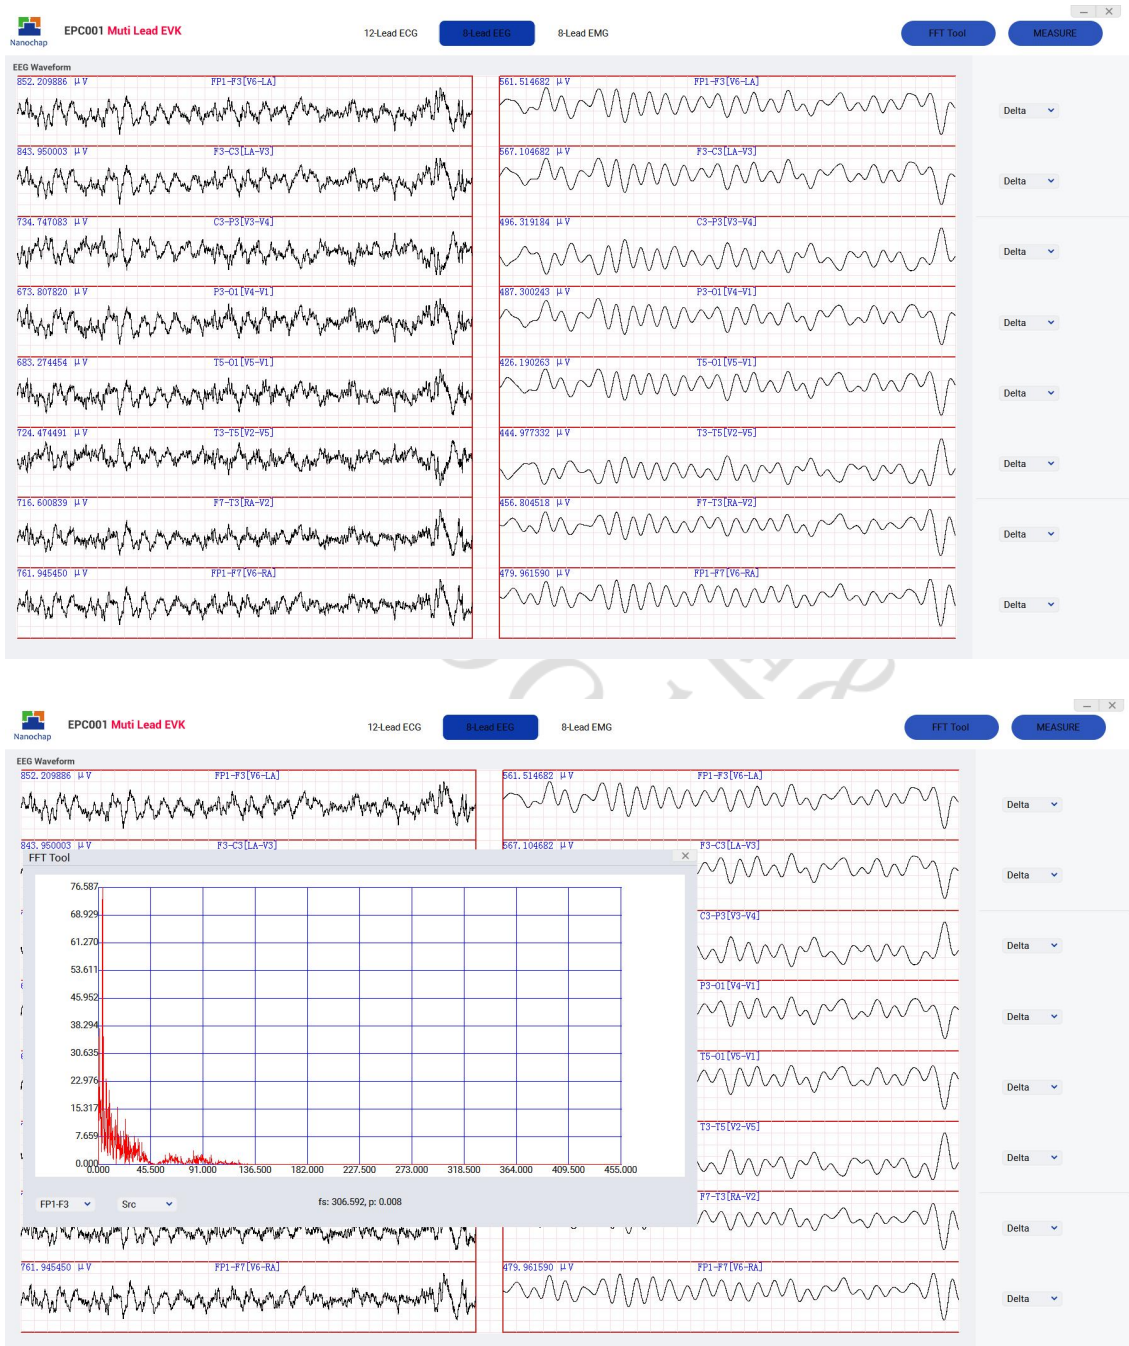 Nanochap
EPC001 Muti Lead EVK
12-Lead ECG
8-Lead EEG
8-Lead EMG
FFT Tool
MEASURE
EEG Waveform
852.209886 μV FP1-F3[V6-LA]
561.514682 μV FP1-F3[V6-LA]
Delta
843.950003 μV F3-C3[LA-V3]
567.104682 μV F3-C3[LA-V3]
Delta
734.747083 μV C3-P3[V3-V4]
496.319184 μV C3-P3[V3-V4]
Delta
673.807820 μV P3-O1[V4-V1]
487.300243 μV P3-O1[V4-V1]
Delta
683.274454 μV T5-O1[V5-V1]
426.190263 μV T5-O1[V5-V1]
Delta
724.474491 μV T3-T5[V2-V5]
444.977332 μV T3-T5[V2-V5]
Delta
716.600839 μV F7-T3[RA-V2]
456.804518 μV F7-T3[RA-V2]
Delta
761.945450 μV FP1-F7[V6-RA]
479.961590 μV FP1-F7[V6-RA]
Delta
Nanochap
EPC001 Muti Lead EVK
12-Lead ECG
8-Lead EEG
8-Lead EMG
FFT Tool
MEASURE
EEG Waveform
852.209886 μV FP1-F3[V6-LA]
561.514682 μV FP1-F3[V6-LA]
Delta
843.950003 μV F3-C3[LA-V3]
567.104682 μV F3-C3[LA-V3]
Delta
FFT Tool
76.587
68.929
61.270
53.611
45.952
38.294
30.635
22.976
15.317
7.659
0.000
0.000 45.500 91.000 136.500 182.000 227.500 273.000 318.500 364.000 409.500 455.000
FP1-F3
Src
fs: 306.592, p: 0.008
C3-P3[V3-V4]
Delta
P3-O1[V4-V1]
Delta
T5-O1[V5-V1]
Delta
T3-T5[V2-V5]
Delta
F7-T3[RA-V2]
Delta
761.945450 μV FP1-F7[V6-RA]
479.961590 μV FP1-F7[V6-RA]
Delta